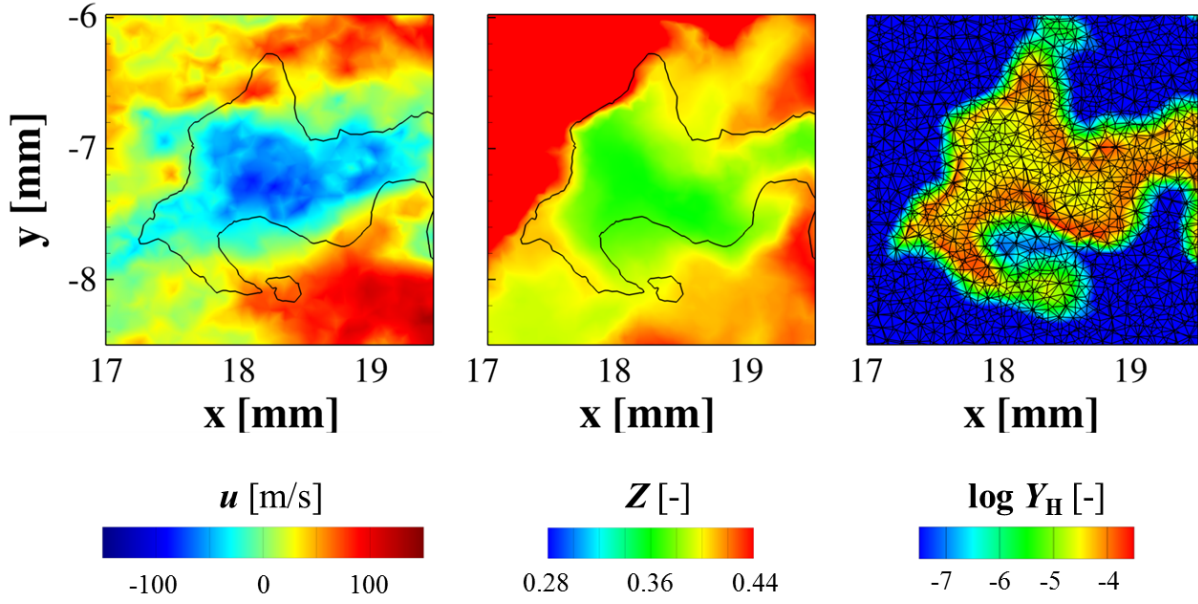 -6
-7
-8
y [mm]
17 18 19
17 18 19
17 18 19
x [mm]
x [mm]
x [mm]
u [m/s]
Z [-]
log Y_H [-]
-100 0 100
0.28 0.36 0.44
-7 -6 -5 -4